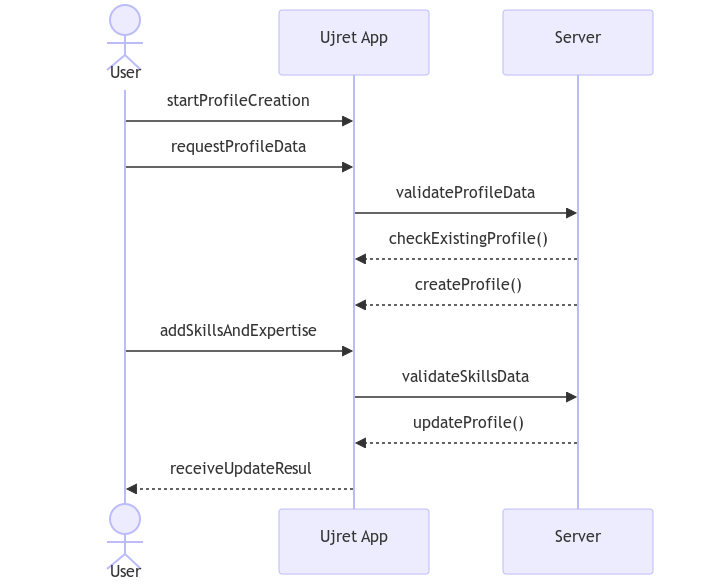 User
Ujret App
Server
startProfileCreation
requestProfileData
validateProfileData
checkExistingProfile()
createProfile()
addSkillsAndExpertise
validateSkillsData
updateProfile()
receiveUpdateResul
User
Ujret App
Server